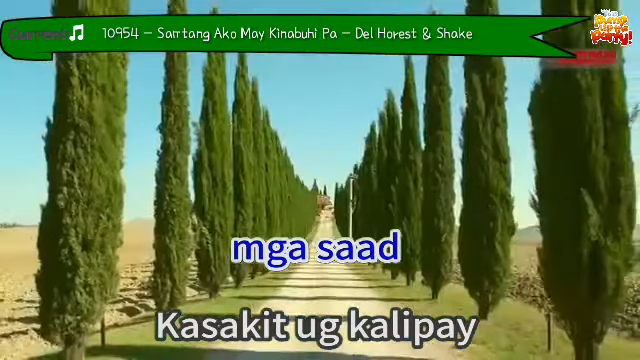 Current 10954 – Samtang Ako May Kinabuhi Pa – Del Horest & Shake
mga saad
Kasakit ug kalipay